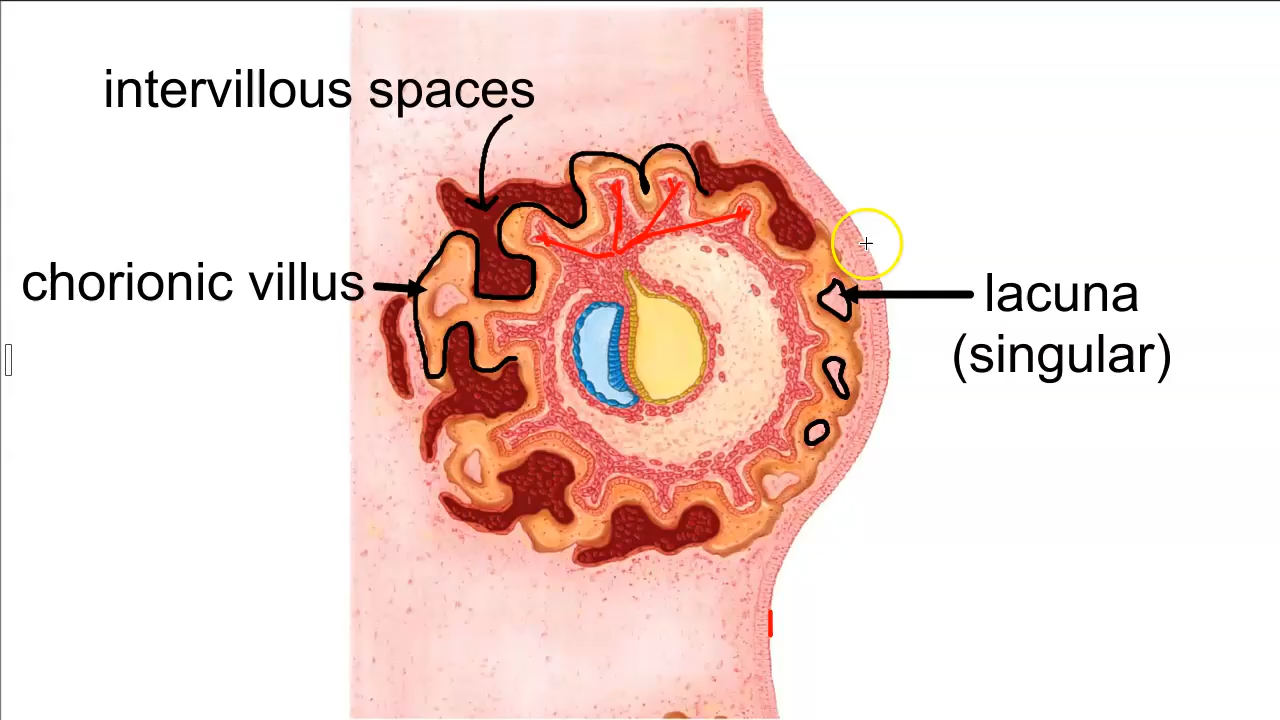 intervillous spaces
chorionic villus
lacuna
(singular)